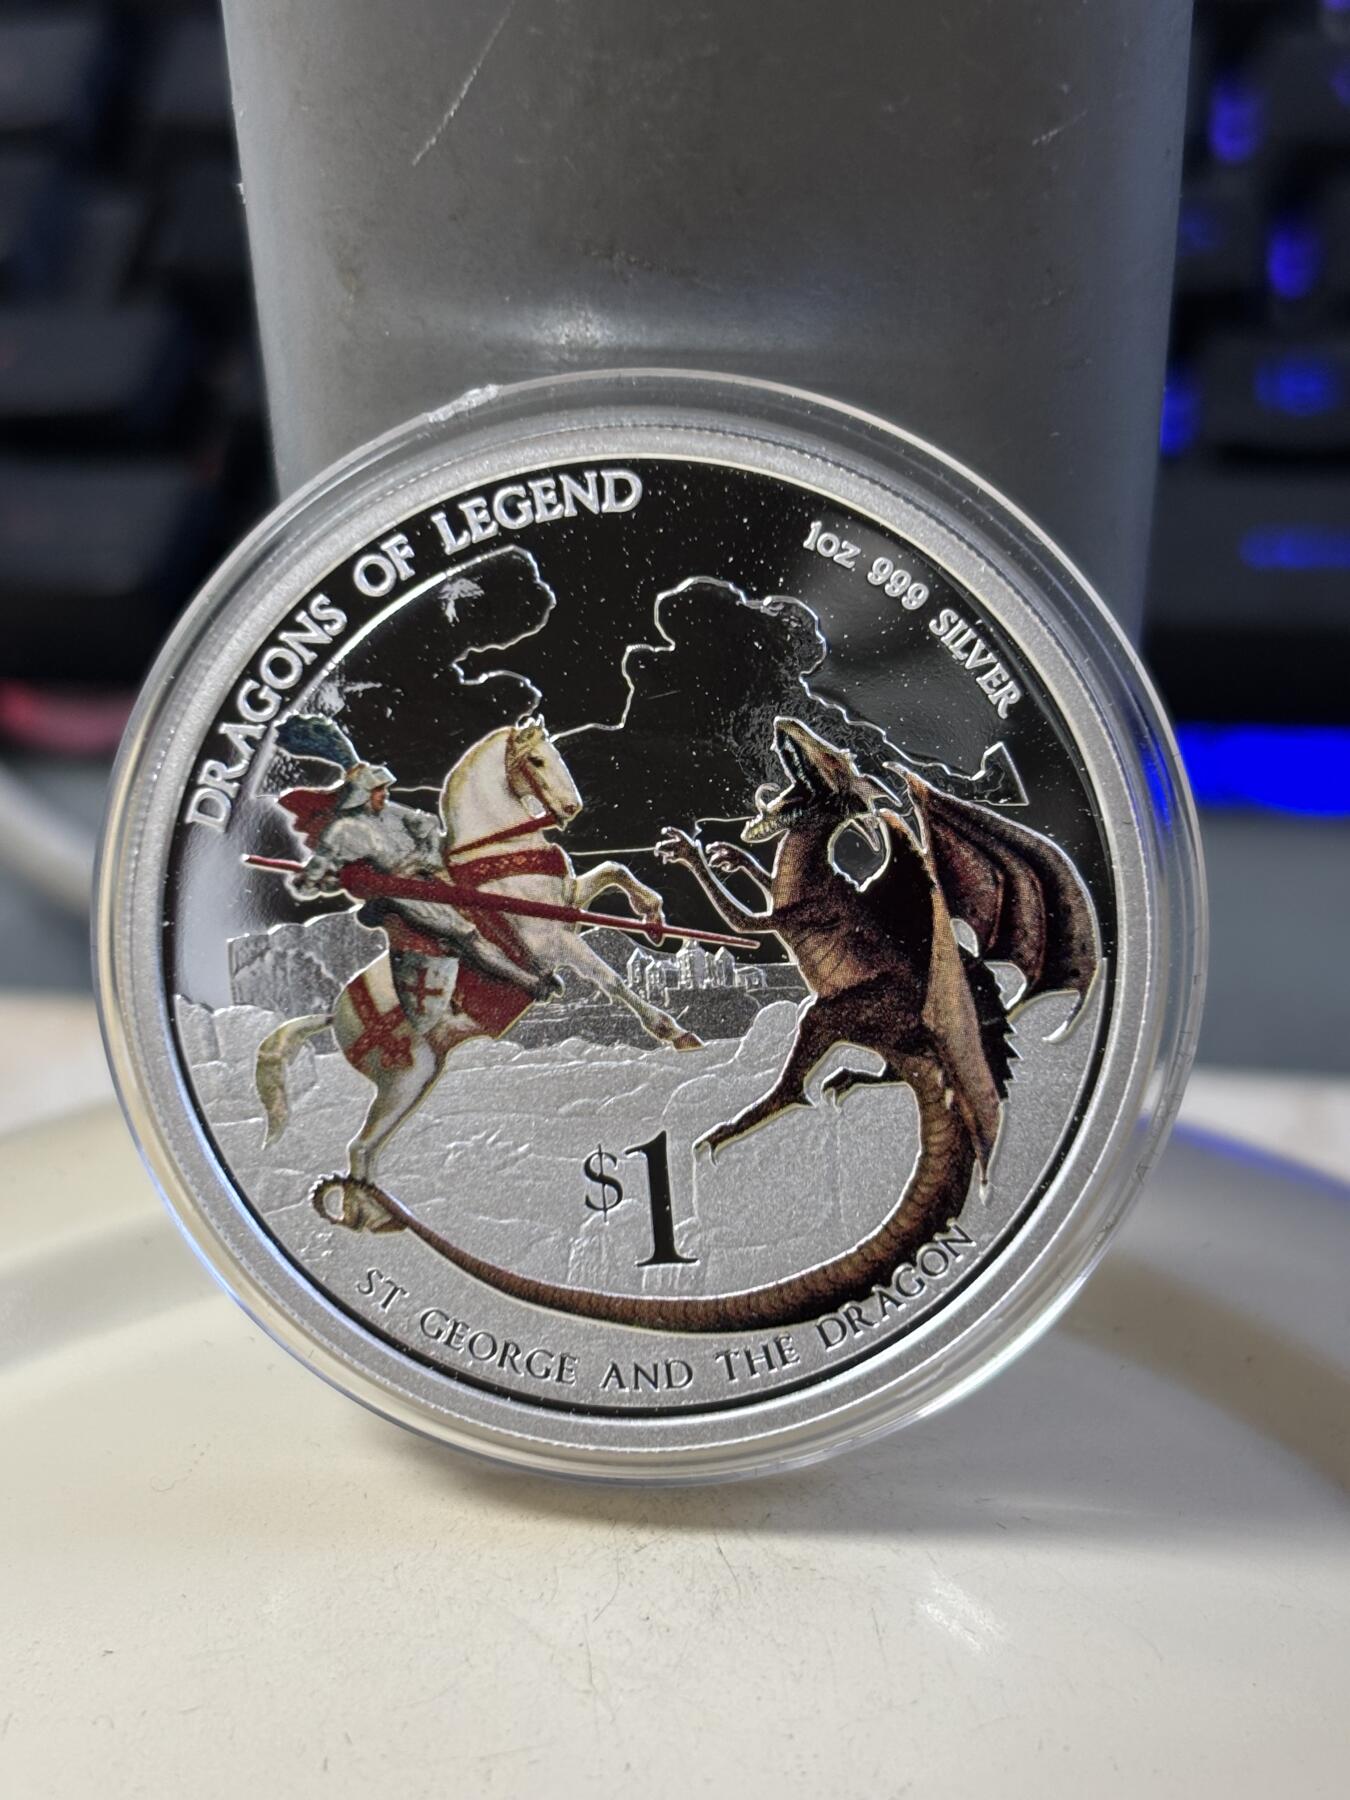 DRAGONS OF LEGEND
1OZ 999 SILVER
$1
ST GEORGE AND THE DRAGON